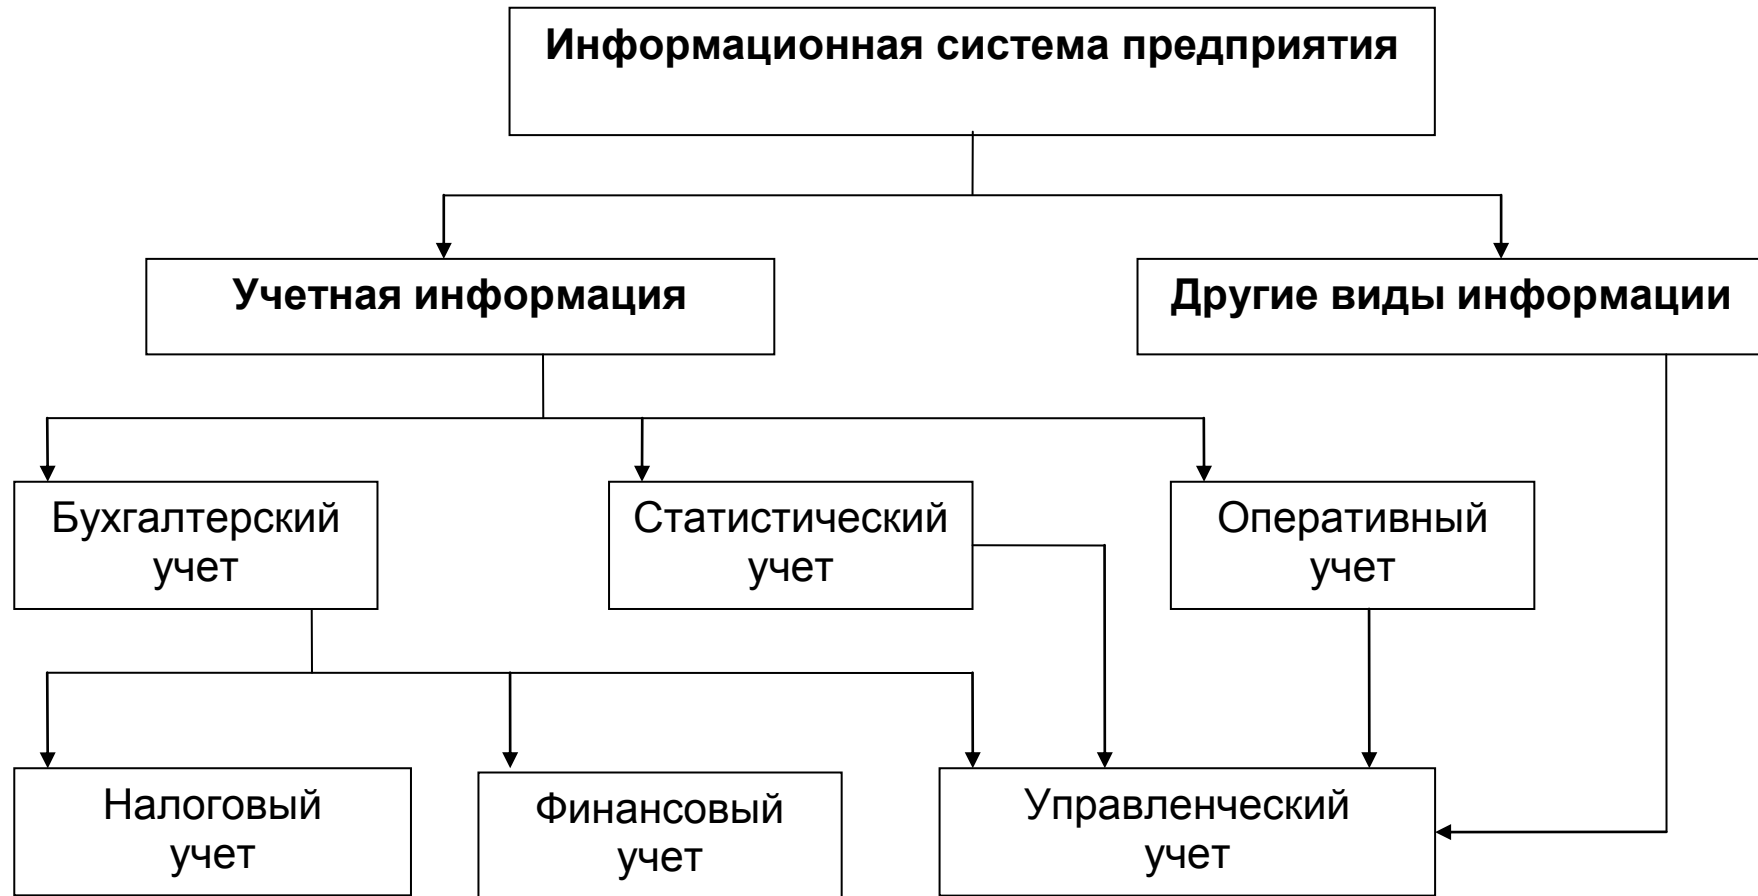 Информационная система предприятия
Учетная информация
Другие виды информации
Бухгалтерский
учет
Статистический
учет
Оперативный
учет
Налоговый
учет
Финансовый
учет
Управленческий
учет